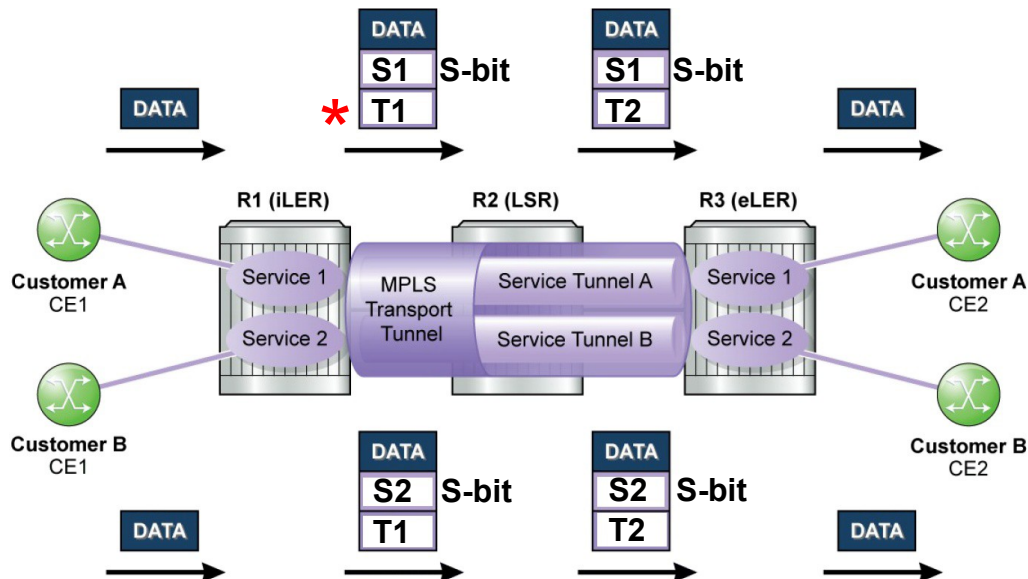 DATA
DATA
S1 S-bit
S1 S-bit
DATA
* T1
T2
DATA
R1 (iLER)
R2 (LSR)
R3 (eLER)
Customer A
CE1
Service 1
MPLS
Transport
Tunnel
Service Tunnel A
Service 1
Customer A
CE2
Service 2
Service Tunnel B
Service 2
Customer B
CE1
Customer B
CE2
DATA
DATA
S2 S-bit
S2 S-bit
DATA
T1
T2
DATA